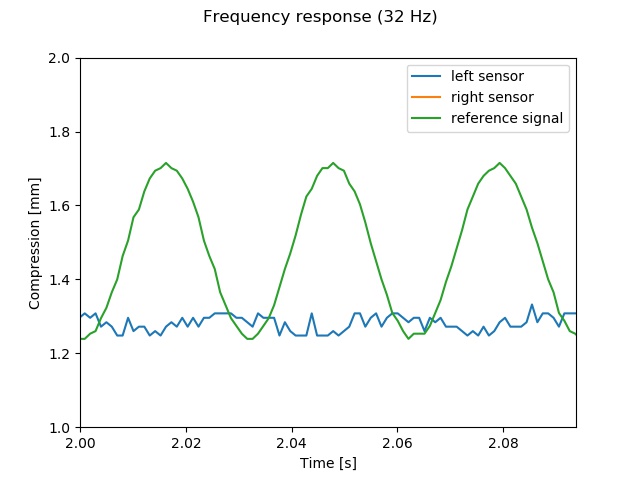 Frequency response (32 Hz)
left sensor
right sensor
reference signal
Compression [mm]
2.0
1.8
1.6
1.4
1.2
1.0
2.00
2.02
2.04
2.06
2.08
Time [s]